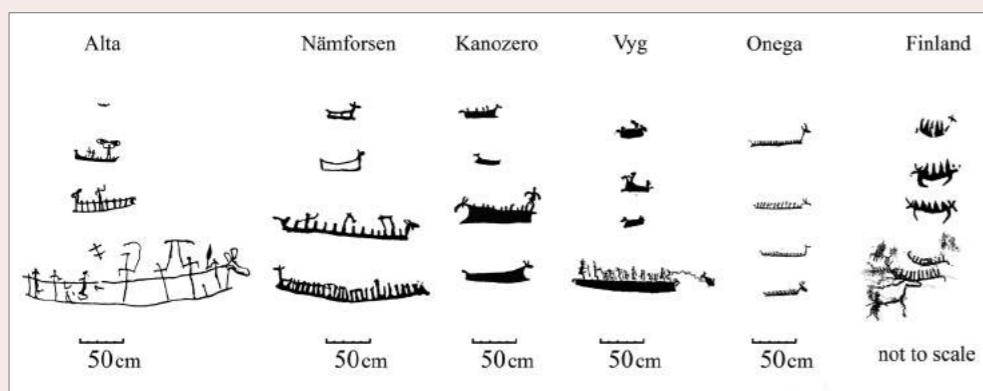 Alta Nämforsen Kanozero Vyg Onega Finland
50cm 50cm 50cm 50cm 50cm not to scale